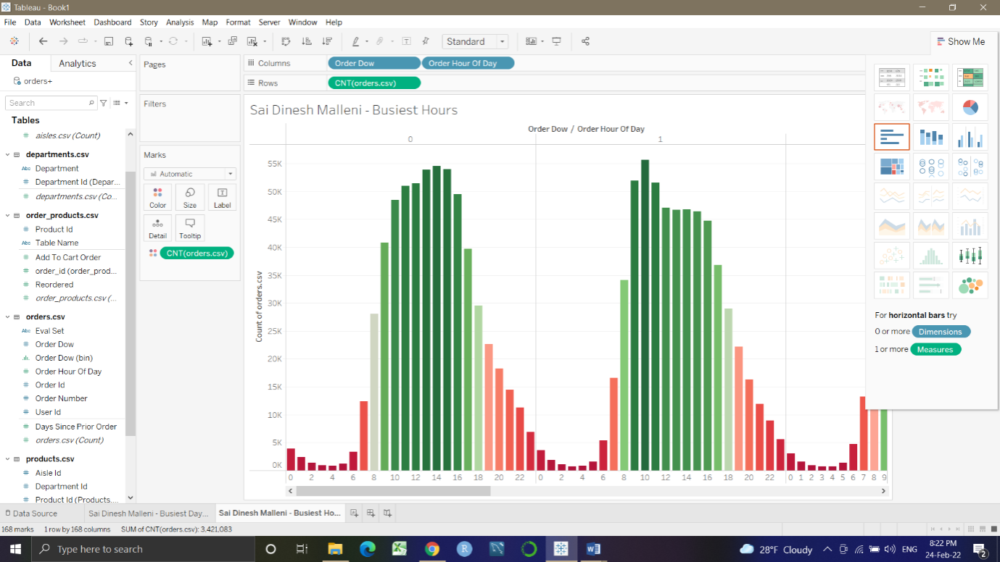 Tableau - Book1
File Data Worksheet Dashboard Story Analysis Map Format Server Window Help
Standard
Show Me
Data Analytics
orders+
Search
Tables
aisles.csv (Count)
departments.csv
Abc Department
Department Id (Depar...
departments.csv (Co...
order_products.csv
Product Id
Abc Table Name
Add To Cart Order
order_id (order_prod...
Reordered
order_products.csv (...
orders.csv
Abc Eval Set
Order Dow
Order Dow (bin)
Order Hour Of Day
Order Id
Order Number
User Id
Days Since Prior Order
orders.csv (Count)
products.csv
Aisle Id
Department Id
Product Id (Products....
Pages
Filters
Marks
Automatic
Color Size Label
Detail Tooltip
CNT(orders.csv)
Columns Order Dow Order Hour Of Day
Rows CNT(orders.csv)
Sai Dinesh Malleni - Busiest Hours
Order Dow / Order Hour Of Day
0 1
Count of orders.csv
55K
50K
45K
40K
35K
30K
25K
20K
15K
10K
5K
0K
0 2 4 6 8 10 12 14 16 18 20 22 0 2 4 6 8 10 12 14 16 18 20 22 0 1 2 3 4 5 6 7 8 9
For horizontal bars try
0 or more Dimensions
1 or more Measures
Data Source Sai Dinesh Malleni - Busiest Day... Sai Dinesh Malleni - Busiest Ho...
168 marks 1 row by 168 columns SUM of CNT(orders.csv): 3,421,083
Type here to search
28°F Cloudy ENG
8:22 PM
24-Feb-22
2